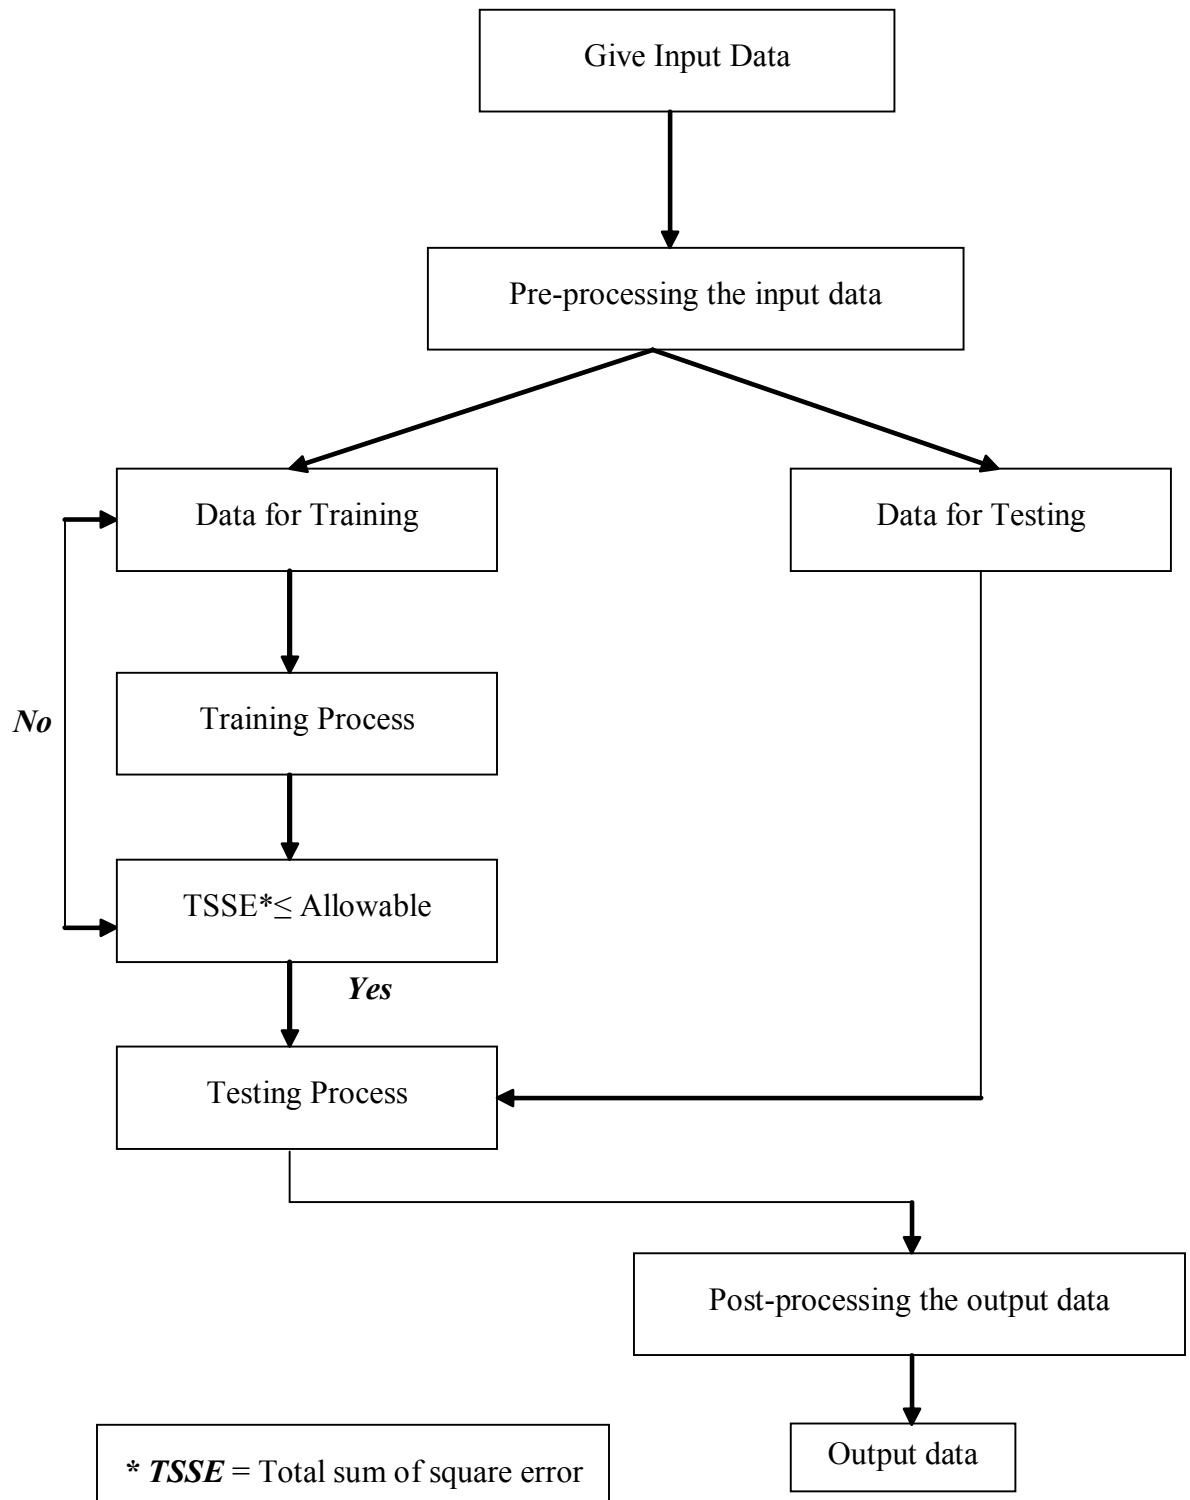 Give Input Data
Pre-processing the input data
Data for Training
Data for Testing
No
Training Process
TSSE*≤ Allowable
Yes
Testing Process
Post-processing the output data
Output data
* TSSE = Total sum of square error